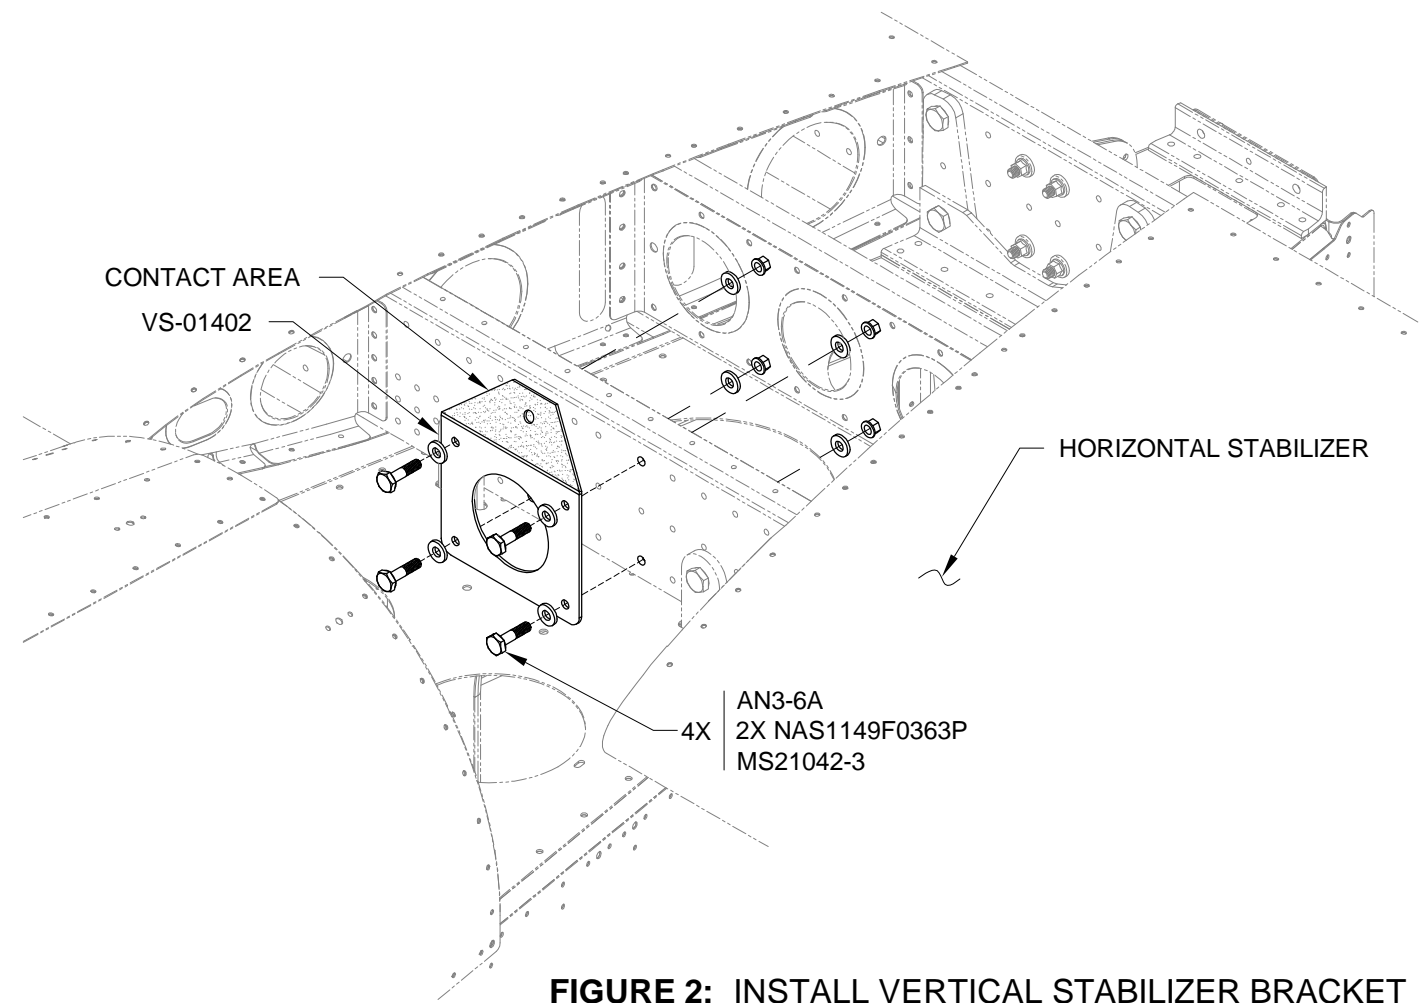 CONTACT AREA
VS-01402
HORIZONTAL STABILIZER
4X
AN3-6A
2X NAS1149F0363P
MS21042-3
FIGURE 2: INSTALL VERTICAL STABILIZER BRACKET